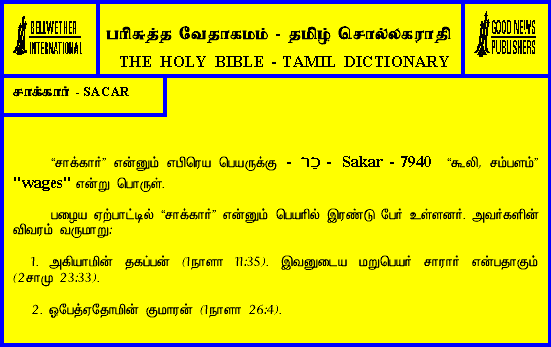 BELLWETHER
INTERNATIONAL
பரிசுத்த வேதாகமம் - தமிழ் சொல்லகராதி
THE HOLY BIBLE - TAMIL DICTIONARY
GOOD NEWS
PUBLISHERS
சாக்கார் - SACAR
“சாக்கார்” என்னும் எபிரெய பெயருக்கு - כָר - Sakar - 7940 “கூலி, சம்பளம்”
"wages" என்று பொருள்.
பழைய ஏற்பாட்டில் “சாக்கார்” என்னும் பெயரில் இரண்டு பேர் உள்ளனர். அவர்களின்
விவரம் வருமாறு:
1. அகியாமின் தகப்பன் (1நாளா 11:35). இவனுடைய மறுபெயர் சாரார் என்பதாகும்
(2சாமு 23:33).
2. ஓபேத்ஏதோமின் குமாரன் (1நாளா 26:4).